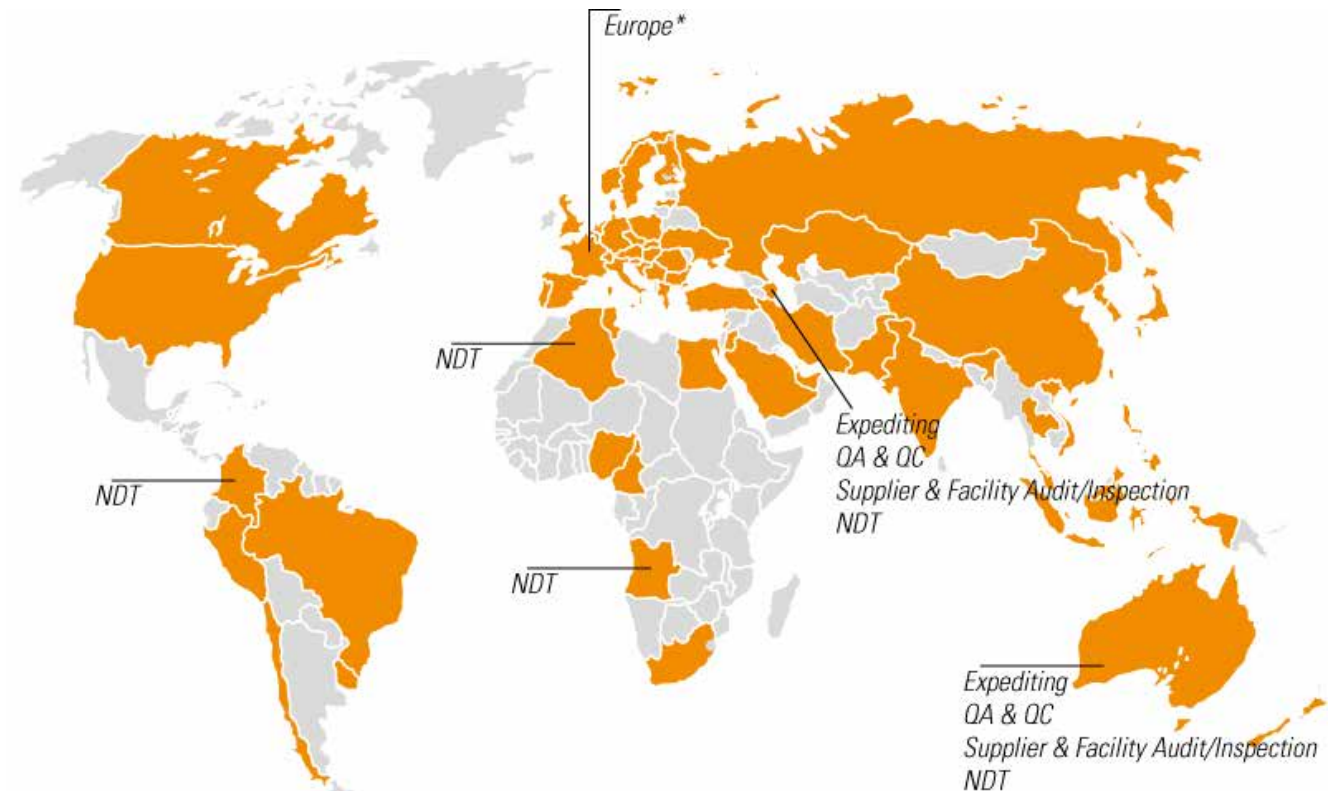 Europe*
NDT
Expediting
QA & QC
Supplier & Facility Audit/Inspection
NDT
NDT
NDT
Expediting
QA & QC
Supplier & Facility Audit/Inspection
NDT